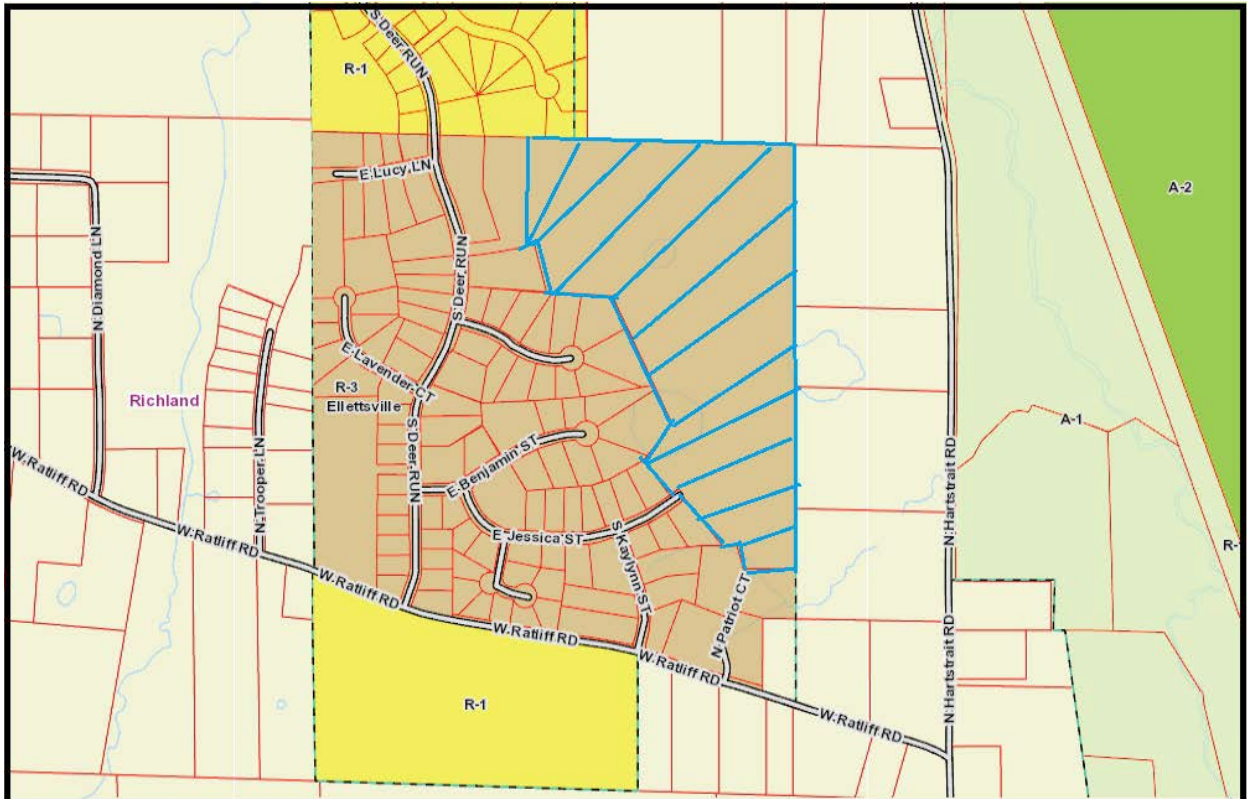 S Deer RUN
R-1
E Lucy LN
A-2
N Diamond LN
S Deer RUN
E Lavender CT
R-3
Ellettsville
Richland
S Deer RUN
A-1
N Trooper LN
E Benjamin ST
N Hartstrait RD
W Ratliff RD
W Ratliff RD
E Jessica ST
S Kaylynn ST
R-
W Ratliff RD
N Patriot CT
W Ratliff RD
W Ratliff RD
N Hartstrait RD
R-1
W Ratliff RD